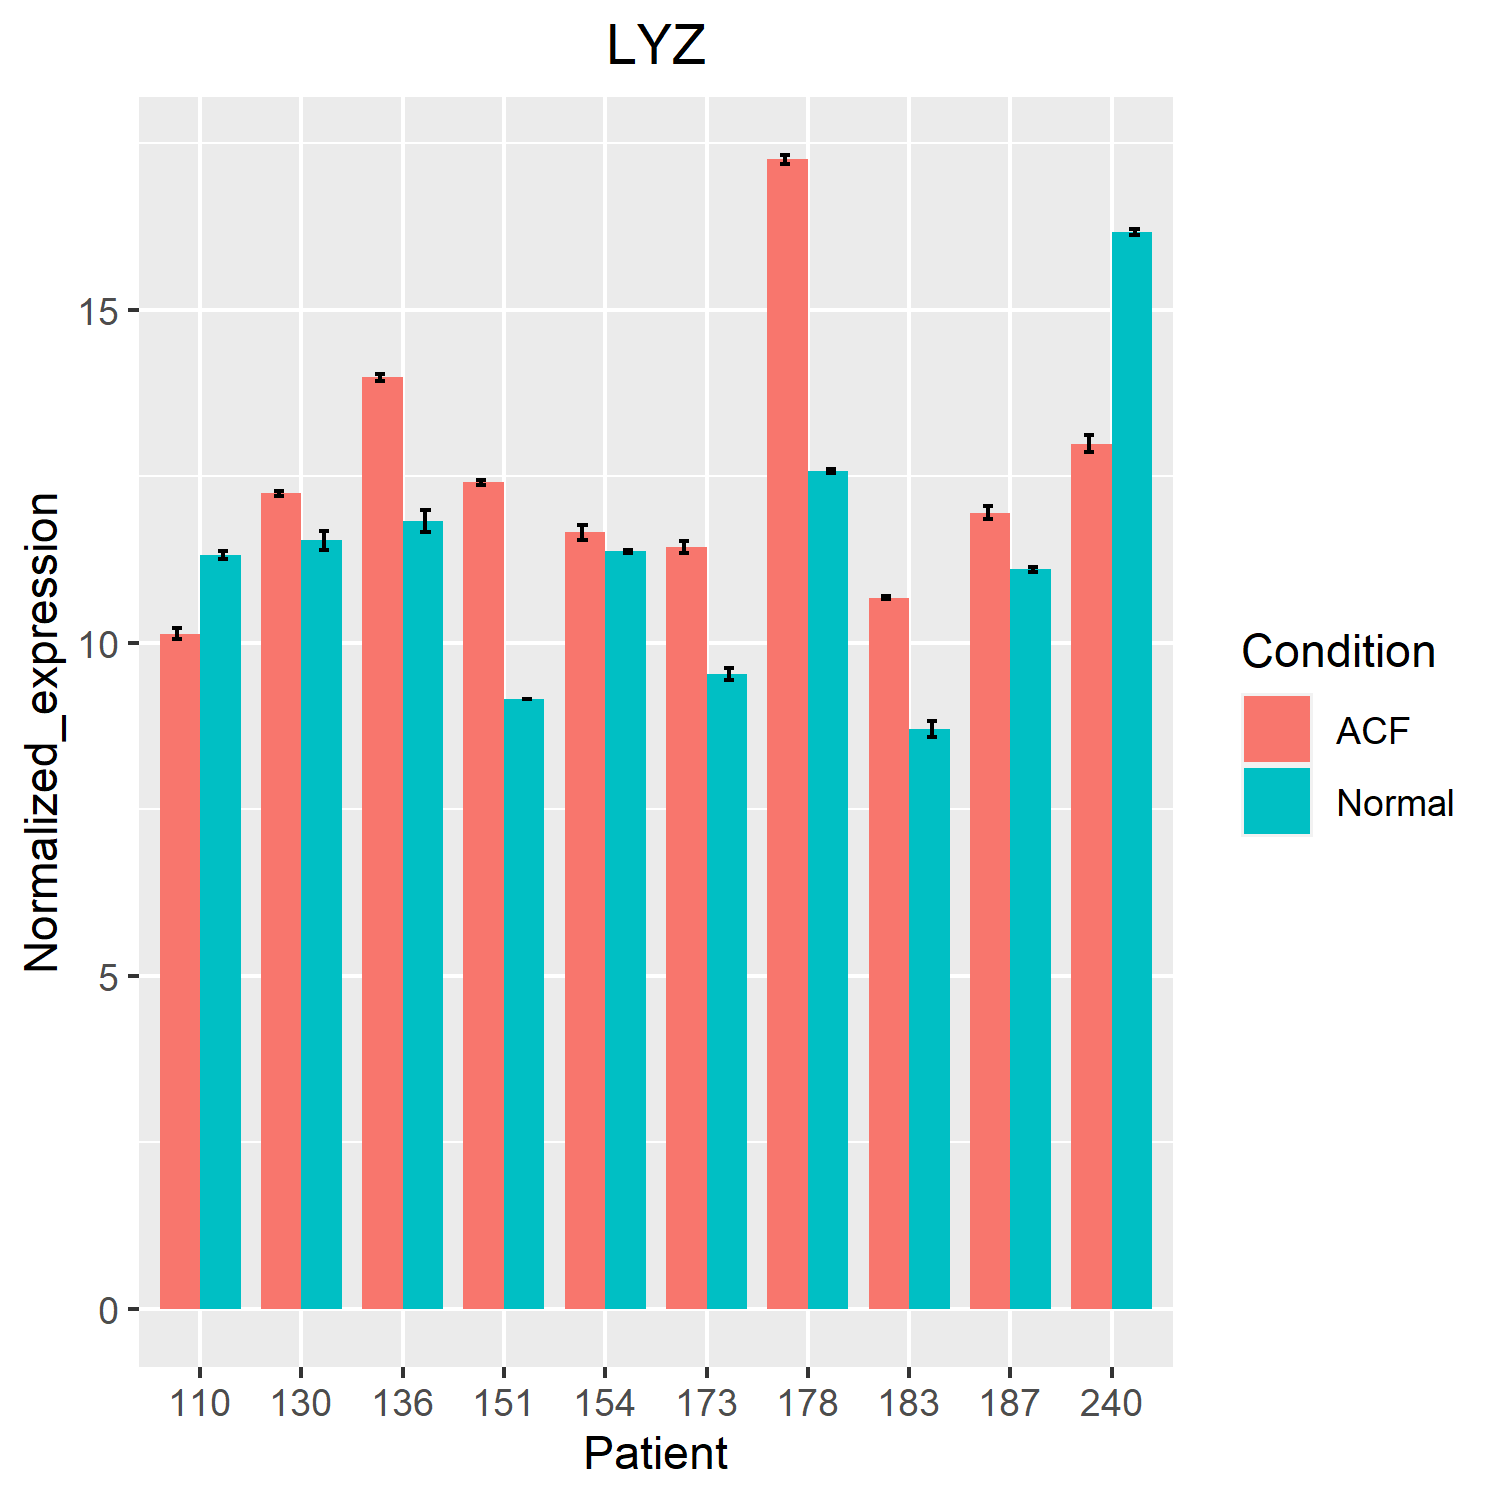 LYZ
Normalized_expression
15
10
5
0
110 130 136 151 154 173 178 183 187 240
Patient
Condition
ACF
Normal